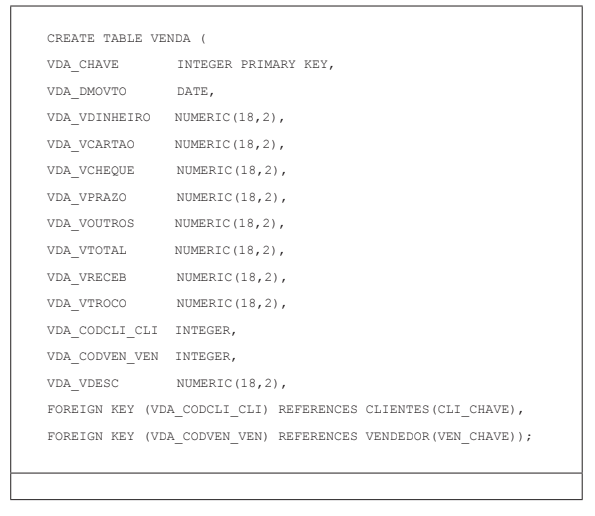 CREATE TABLE VENDA (
VDA_CHAVE INTEGER PRIMARY KEY,
VDA_DMOVTO DATE,
VDA_VDINHEIRO NUMERIC(18,2),
VDA_VCARTAO NUMERIC(18,2),
VDA_VCHEQUE NUMERIC(18,2),
VDA_VPRAZO NUMERIC(18,2),
VDA_VOUTROS NUMERIC(18,2),
VDA_VTOTAL NUMERIC(18,2),
VDA_VRECEB NUMERIC(18,2),
VDA_VTROCO NUMERIC(18,2),
VDA_CODCLI_CLI INTEGER,
VDA_CODVEN_VEN INTEGER,
VDA_VDESC NUMERIC(18,2),
FOREIGN KEY (VDA_CODCLI_CLI) REFERENCES CLIENTES(CLI_CHAVE),
FOREIGN KEY (VDA_CODVEN_VEN) REFERENCES VENDEDOR(VEN_CHAVE));